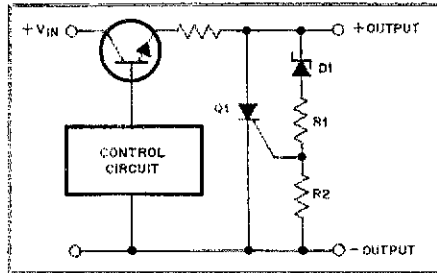 +VIN
+OUTPUT
D1
Q1
R1
CONTROL
CIRCUIT
R2
-OUTPUT